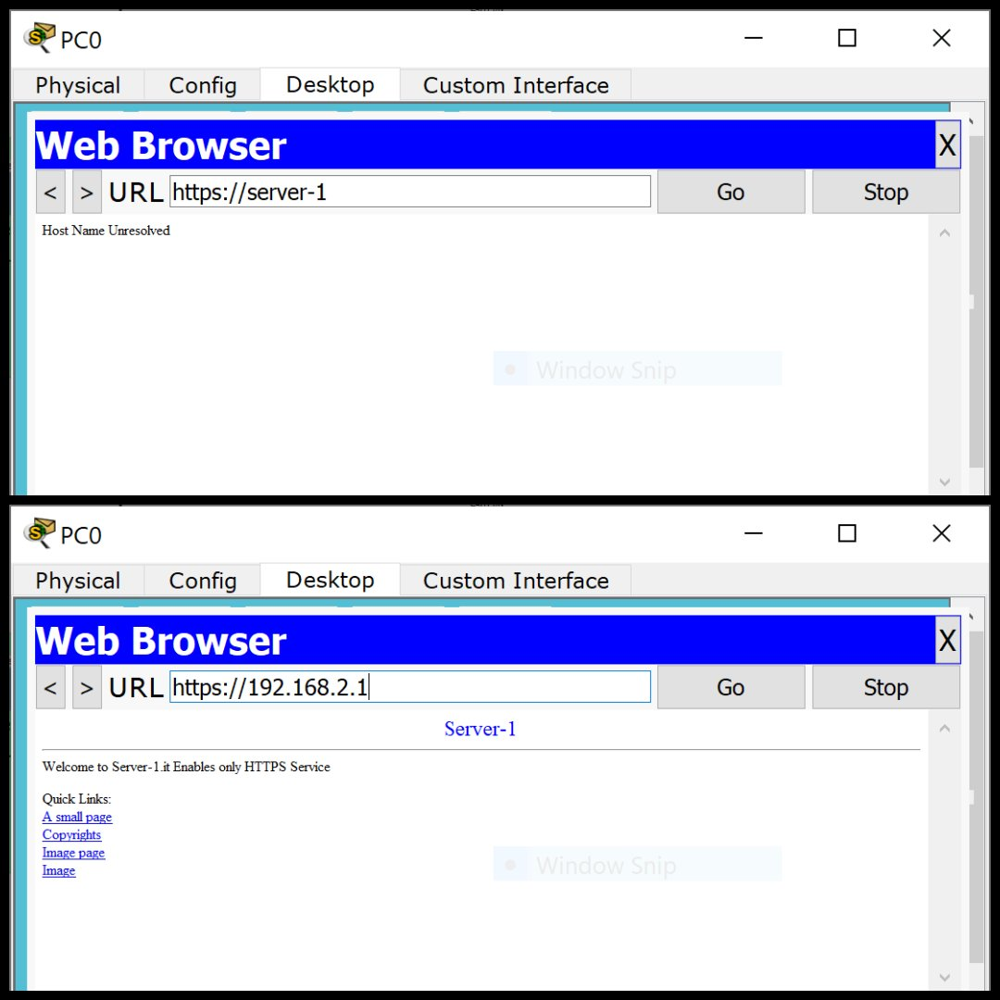 PC0
Physical Config Desktop Custom Interface
Web Browser X
< > URL https://server-1 Go Stop
Host Name Unresolved
Window Snip
PC0
Physical Config Desktop Custom Interface
Web Browser X
< > URL https://192.168.2.1 Go Stop
Server-1
Welcome to Server-1.it Enables only HTTPS Service
Quick Links:
A small page
Copyrights
Image page
Image
Window Snip